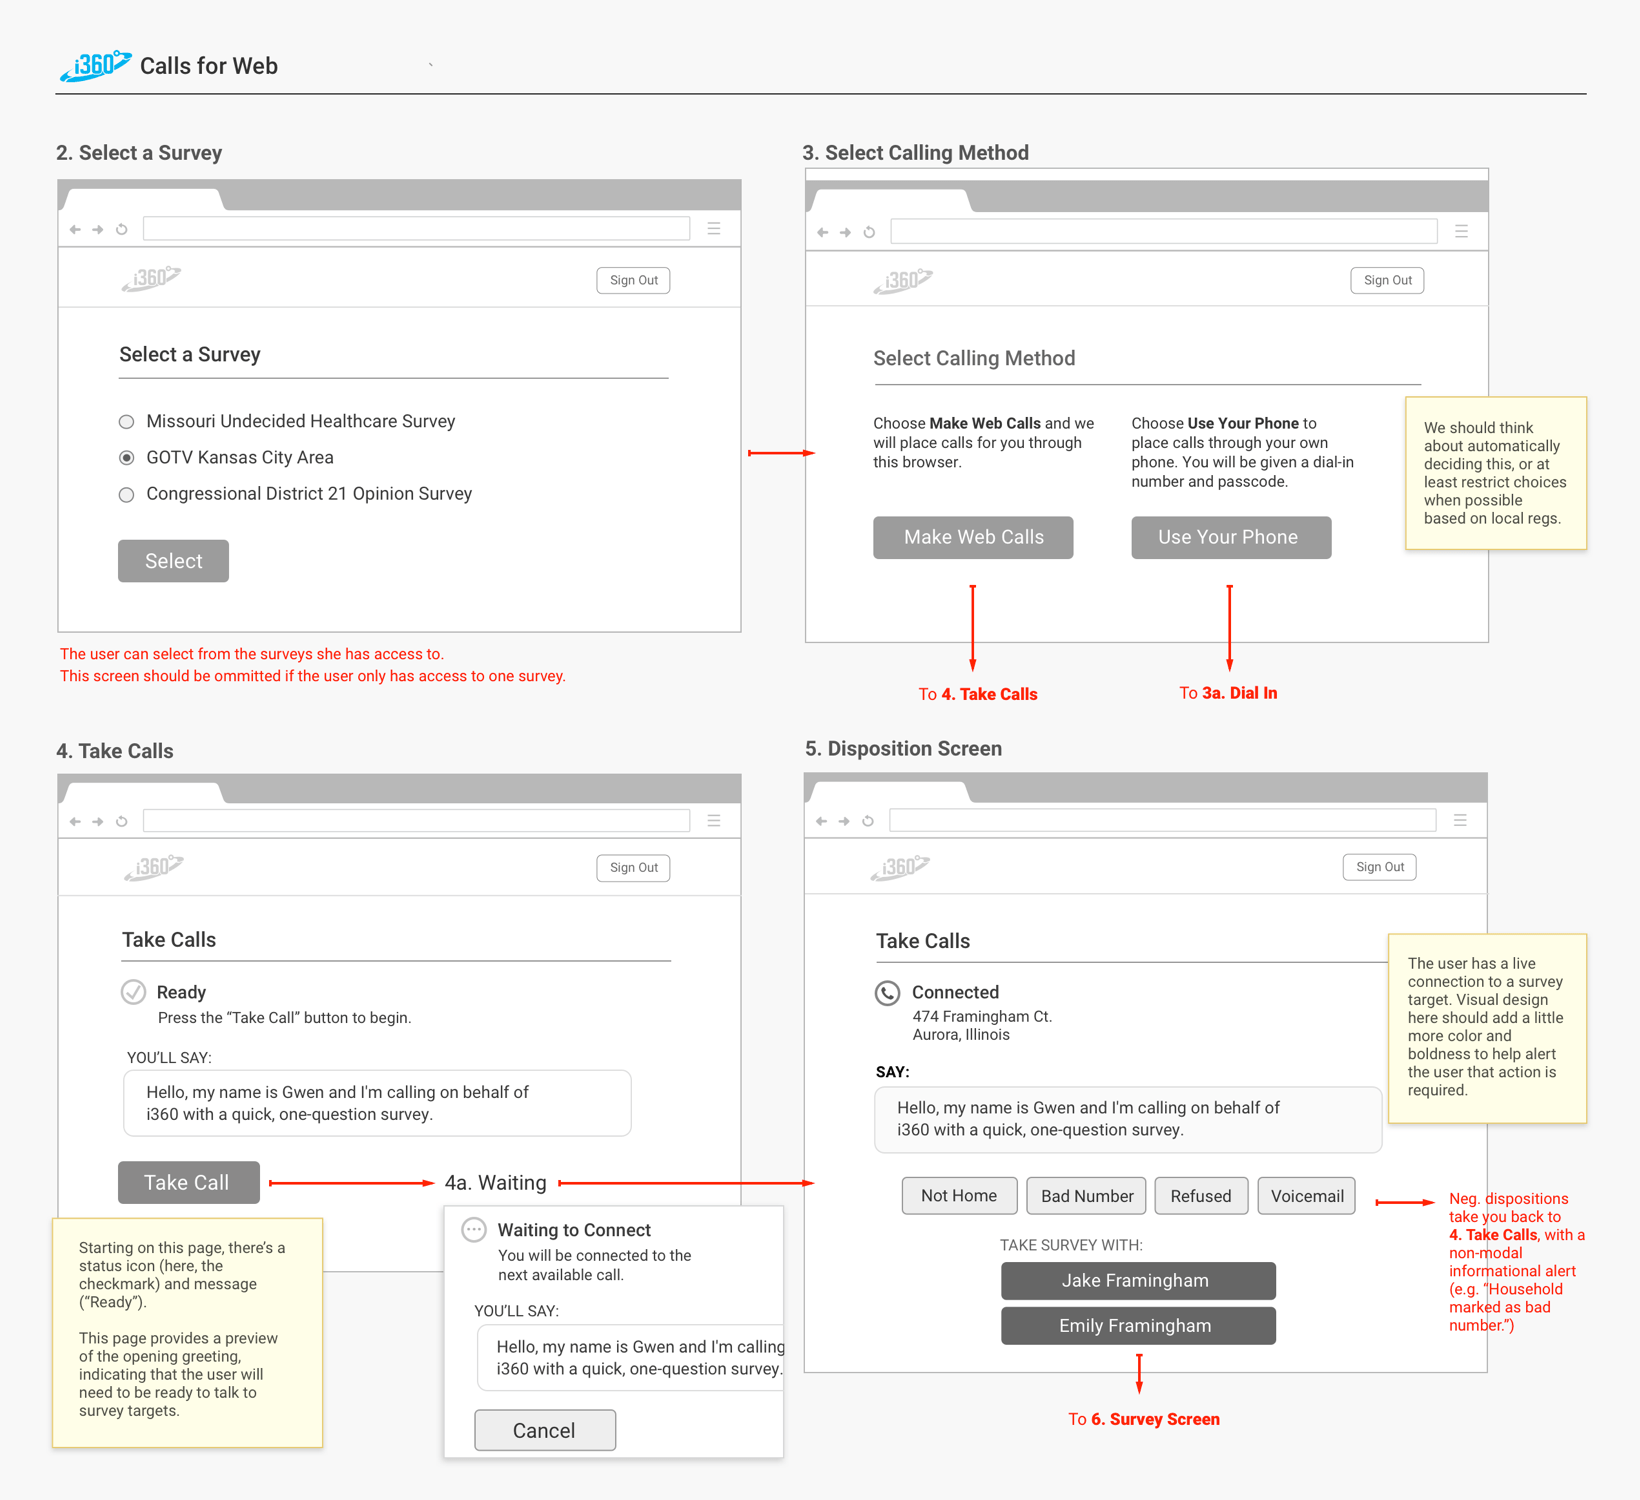 i360° Calls for Web
2. Select a Survey
i360°
Sign Out
Select a Survey
Missouri Undecided Healthcare Survey
GOTV Kansas City Area
Congressional District 21 Opinion Survey
Select
The user can select from the surveys she has access to.
This screen should be ommitted if the user only has access to one survey.
3. Select Calling Method
i360°
Sign Out
Select Calling Method
Choose Make Web Calls and we
will place calls for you through
this browser.
Make Web Calls
Choose Use Your Phone to
place calls through your own
phone. You will be given a dial-in
number and passcode.
Use Your Phone
We should think
about automatically
deciding this, or at
least restrict choices
when possible
based on local regs.
To 4. Take Calls
To 3a. Dial In
4. Take Calls
i360°
Sign Out
Take Calls
Ready
Press the “Take Call” button to begin.
YOU’LL SAY:
Hello, my name is Gwen and I'm calling on behalf of
i360 with a quick, one-question survey.
Take Call
Starting on this page, there’s a
status icon (here, the
checkmark) and message
(“Ready”).
This page provides a preview
of the opening greeting,
indicating that the user will
need to be ready to talk to
survey targets.
4a. Waiting
Waiting to Connect
You will be connected to the
next available call.
YOU’LL SAY:
Hello, my name is Gwen and I'm calling
i360 with a quick, one-question survey.
Cancel
5. Disposition Screen
i360°
Sign Out
Take Calls
Connected
474 Framingham Ct.
Aurora, Illinois
SAY:
Hello, my name is Gwen and I'm calling on behalf of
i360 with a quick, one-question survey.
The user has a live
connection to a survey
target. Visual design
here should add a little
more color and
boldness to help alert
the user that action is
required.
Not Home Bad Number Refused Voicemail
Neg. dispositions
take you back to
4. Take Calls, with a
non-modal
informational alert
(e.g. “Household
marked as bad
number.”)
TAKE SURVEY WITH:
Jake Framingham
Emily Framingham
To 6. Survey Screen